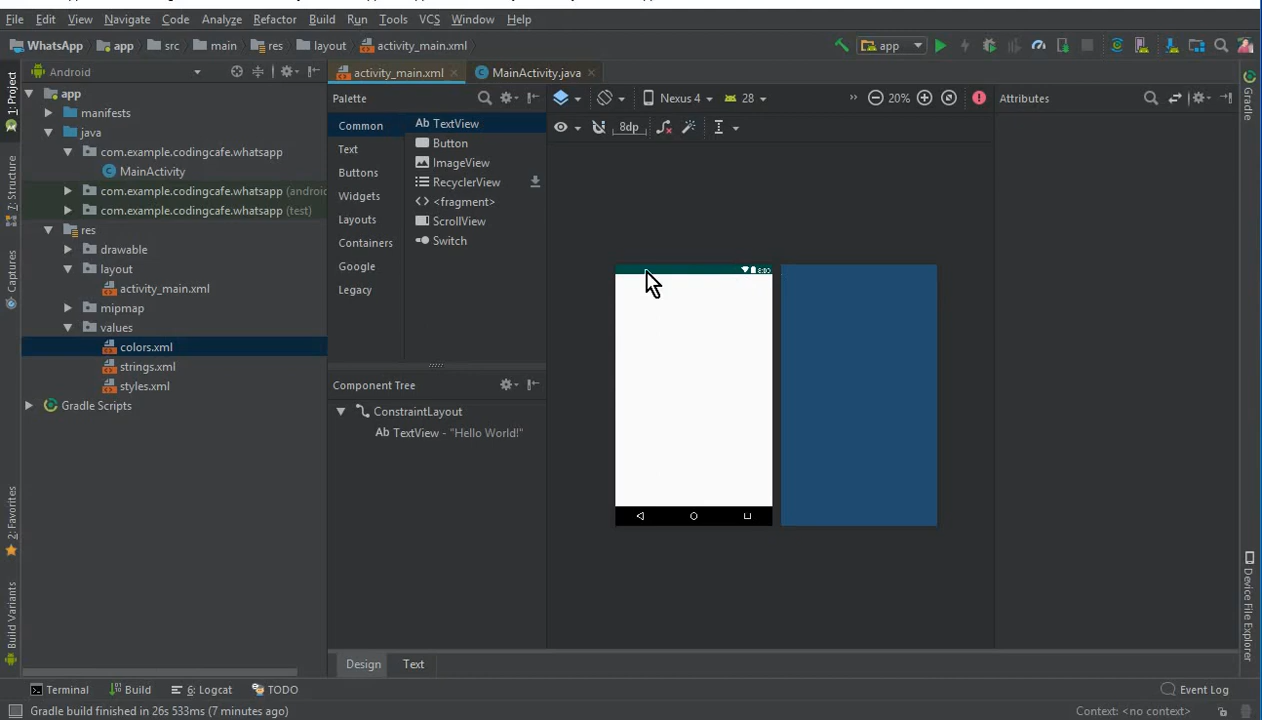 File Edit View Navigate Code Analyze Refactor Build Run Tools VCS Window Help
WhatsApp app src main res layout activity_main.xml app
Android activity_main.xml MainActivity.java
1: Project
7: Structure
Captures
2: Favorites
Build Variants
app
manifests
java
com.example.codingcafe.whatsapp
MainActivity
com.example.codingcafe.whatsapp (androi
com.example.codingcafe.whatsapp (test)
res
drawable
layout
activity_main.xml
mipmap
values
colors.xml
strings.xml
styles.xml
Gradle Scripts
Palette
Common
Text
Buttons
Widgets
Layouts
Containers
Google
Legacy
Ab TextView
Button
ImageView
RecyclerView
<fragment>
ScrollView
Switch
Component Tree
ConstraintLayout
Ab TextView - "Hello World!"
Nexus 4 28 20%
8dp
8:00
Attributes
Gradle
Device File Explorer
Design Text
Terminal Build 6: Logcat TODO Event Log
Gradle build finished in 26s 533ms (7 minutes ago) Context: <no context>